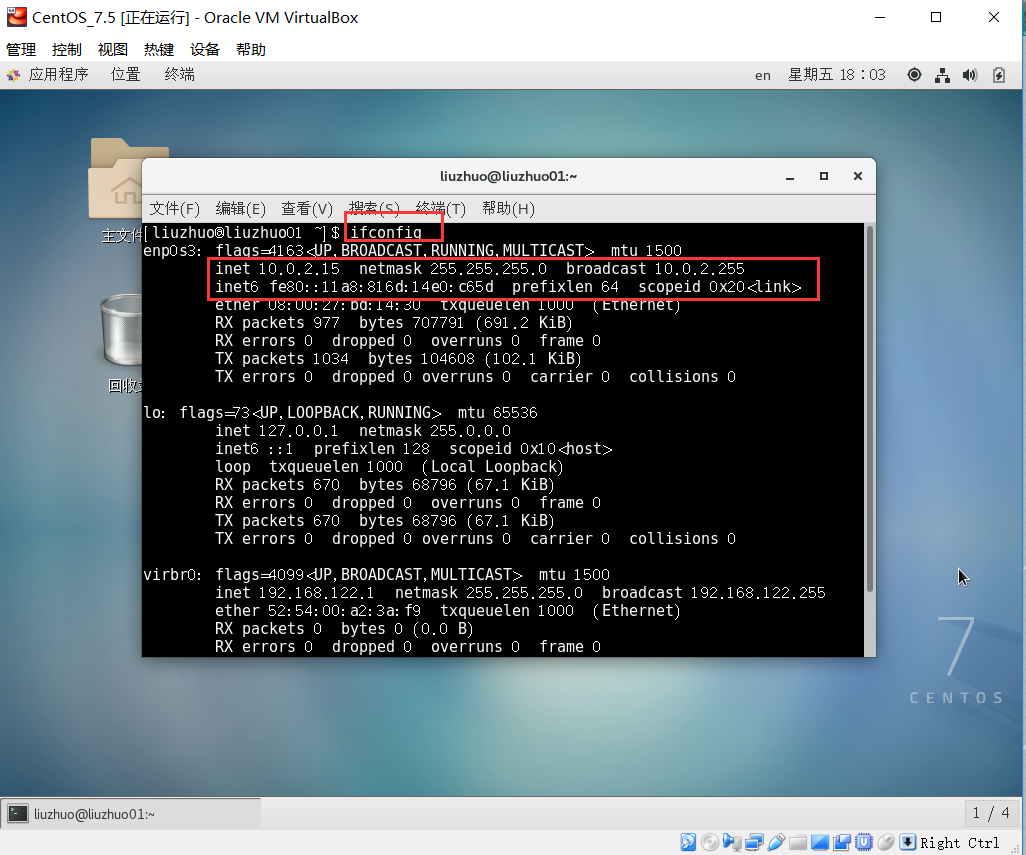 CentOS_7.5 [正在运行] - Oracle VM VirtualBox
管理 控制 视图 热键 设备 帮助
应用程序 位置 终端 en 星期五 18：03
主文件
回收站
liuzhuo@liuzhuo01:~
文件(F) 编辑(E) 查看(V) 搜索(S) 终端(T) 帮助(H)
[liuzhuo@liuzhuo01 ~]$ ifconfig
enp0s3: flags=4163<UP,BROADCAST,RUNNING,MULTICAST> mtu 1500
inet 10.0.2.15 netmask 255.255.255.0 broadcast 10.0.2.255
inet6 fe80::11a8:816d:14e0:c65d prefixlen 64 scopeid 0x20<link>
ether 08:00:27:bd:14:30 txqueuelen 1000 (Ethernet)
RX packets 977 bytes 707791 (691.2 KiB)
RX errors 0 dropped 0 overruns 0 frame 0
TX packets 1034 bytes 104608 (102.1 KiB)
TX errors 0 dropped 0 overruns 0 carrier 0 collisions 0
lo: flags=73<UP,LOOPBACK,RUNNING> mtu 65536
inet 127.0.0.1 netmask 255.0.0.0
inet6 ::1 prefixlen 128 scopeid 0x10<host>
loop txqueuelen 1000 (Local Loopback)
RX packets 670 bytes 68796 (67.1 KiB)
RX errors 0 dropped 0 overruns 0 frame 0
TX packets 670 bytes 68796 (67.1 KiB)
TX errors 0 dropped 0 overruns 0 carrier 0 collisions 0
virbr0: flags=4099<UP,BROADCAST,MULTICAST> mtu 1500
inet 192.168.122.1 netmask 255.255.255.0 broadcast 192.168.122.255
ether 52:54:00:a2:3a:f9 txqueuelen 1000 (Ethernet)
RX packets 0 bytes 0 (0.0 B)
RX errors 0 dropped 0 overruns 0 frame 0
7
CENTOS
liuzhuo@liuzhuo01:~ 1 / 4
Right Ctrl